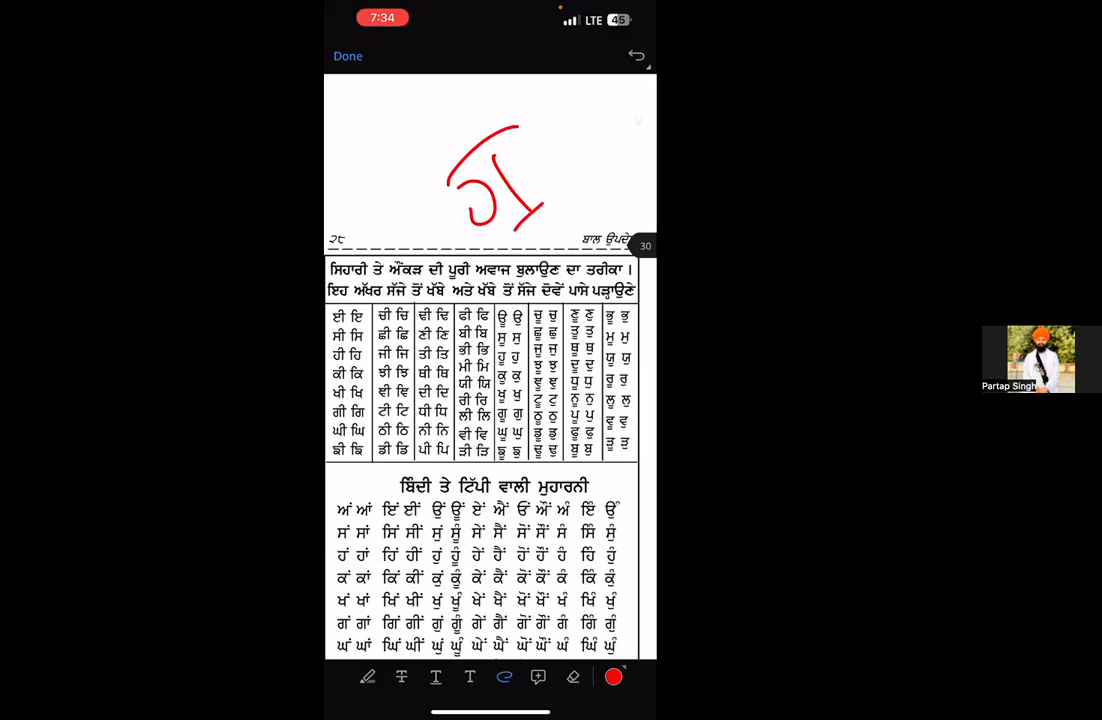 7:34
LTE 45
Done
੨੮ ਬਾਲ ਉਪਦੇ
30
ਸਿਹਾਰੀ ਤੇ ਔਂਕੜ ਦੀ ਪੂਰੀ ਅਵਾਜ ਬੁਲਾਉਣ ਦਾ ਤਰੀਕਾ ।
ਇਹ ਅੱਖਰ ਸੱਜੇ ਤੋਂ ਖੱਬੇ ਅਤੇ ਖੱਬੇ ਤੋਂ ਸੱਜੇ ਦੋਵੇਂ ਪਾਸੇ ਪੜ੍ਹਾਉਣੇ
ਈ ਇ ਚੀ ਚਿ ਢੀ ਢਿ ਫੀ ਫਿ ਊ ਉ ਚੂ ਚੁ ਣੂ ਣੁ ਭੂ ਭੁ
ਸੀ ਸਿ ਛੀ ਛਿ ਣੀ ਣਿ ਬੀ ਬਿ ਸੂ ਸੁ ਛੂ ਛੁ ਤੂ ਤੁ ਮੂ ਮੁ
ਹੀ ਹਿ ਜੀ ਜਿ ਤੀ ਤਿ ਭੀ ਭਿ ਹੂ ਹੁ ਜੂ ਜੁ ਥੂ ਥੁ ਯੂ ਯੁ
ਕੀ ਕਿ ਝੀ ਝਿ ਥੀ ਥਿ ਮੀ ਮਿ ਕੂ ਕੁ ਝੂ ਝੁ ਦੂ ਦੁ ਰੂ ਰੁ
ਖੀ ਖਿ ਞੀ ਞਿ ਦੀ ਦਿ ਯੀ ਯਿ ਖੂ ਖੁ ਞੂ ਞੁ ਧੂ ਧੁ ਲੂ ਲੁ
ਗੀ ਗਿ ਟੀ ਟਿ ਧੀ ਧਿ ਰੀ ਰਿ ਗੂ ਗੁ ਟੂ ਟੁ ਨੂ ਨੁ ਵੂ ਵੁ
ਘੀ ਘਿ ਠੀ ਠਿ ਨੀ ਨਿ ਲੀ ਲਿ ਘੂ ਘੁ ਠੂ ਠੁ ਪੂ ਪੁ ੜੂ ੜੁ
ਙੀ ਙਿ ਡੀ ਡਿ ਪੀ ਪਿ ਵੀ ਵਿ ਙੂ ਙੁ ਡੂ ਡੁ ਫੂ ਫੁ
ੜੀ ੜਿ ਢੂ ਢੁ ਬੂ ਬੁ
ਬਿੰਦੀ ਤੇ ਟਿੱਪੀ ਵਾਲੀ ਮੁਹਾਰਨੀ
ਅਂ ਆਂ ਇਂ ਈਂ ਉਂ ਊਂ ਏਂ ਐਂ ਓਂ ਔਂ ਅੰ ਇੰ ਉੰ
ਸਂ ਸਾਂ ਸਿਂ ਸੀਂ ਸੁਂ ਸੂੰ ਸੇਂ ਸੈਂ ਸੋਂ ਸੌਂ ਸੰ ਸਿੰ ਸੁੰ
ਹਂ ਹਾਂ ਹਿਂ ਹੀਂ ਹੁਂ ਹੂੰ ਹੇਂ ਹੈਂ ਹੋਂ ਹੌਂ ਹੰ ਹਿੰ ਹੁੰ
ਕਂ ਕਾਂ ਕਿਂ ਕੀਂ ਕੁਂ ਕੂੰ ਕੇਂ ਕੈਂ ਕੋਂ ਕੌਂ ਕੰ ਕਿੰ ਕੁੰ
ਖਂ ਖਾਂ ਖਿਂ ਖੀਂ ਖੁਂ ਖੂੰ ਖੇਂ ਖੈਂ ਖੋਂ ਖੌਂ ਖੰ ਖਿੰ ਖੁੰ
ਗਂ ਗਾਂ ਗਿਂ ਗੀਂ ਗੁਂ ਗੂੰ ਗੇਂ ਗੈਂ ਗੋਂ ਗੌਂ ਗੰ ਗਿੰ ਗੁੰ
ਘਂ ਘਾਂ ਘਿਂ ਘੀਂ ਘੁਂ ਘੂੰ ਘੇਂ ਘੈਂ ਘੋਂ ਘੌਂ ਘੰ ਘਿੰ ਘੁੰ
Partap Singh